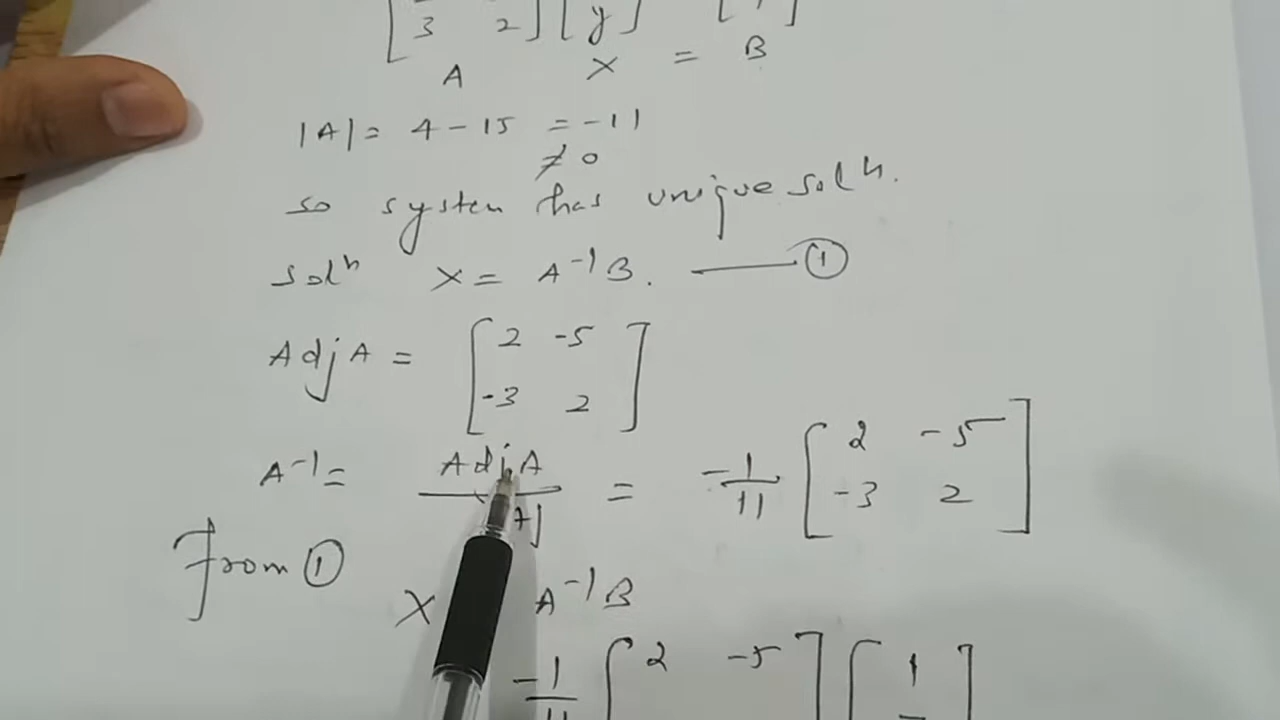 [3 2] [y]
A X = B
|A| = 4 - 15 = -11
≠ 0
so system has unique solⁿ.
solⁿ X = A⁻¹B. ——— ①
Adj A = [2 -5
-3 2]
A⁻¹ = Adj A = -1/11 [2 -5
-3 2]
From ①
X A⁻¹B
-1/11 [2 -5] [1]